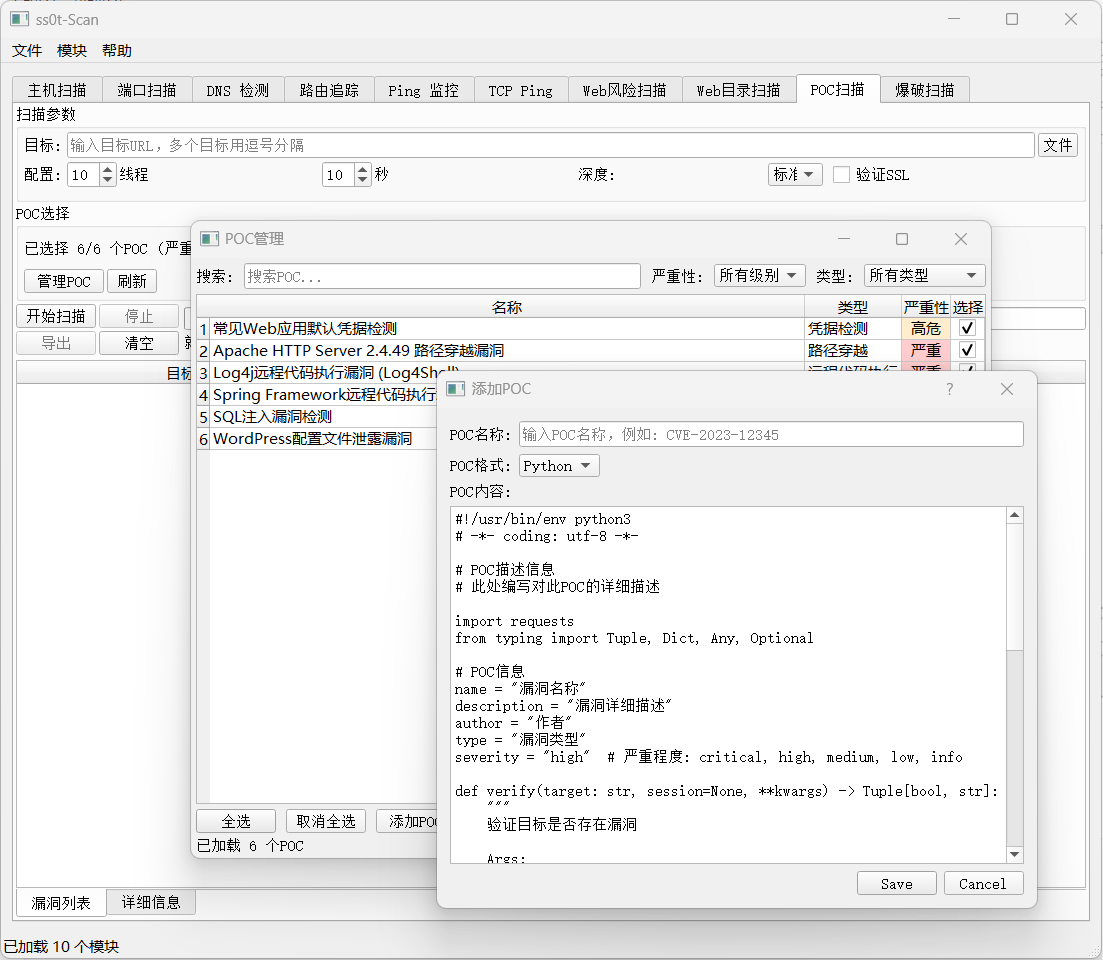 ss0t-Scan
文件 模块 帮助
主机扫描 端口扫描 DNS 检测 路由追踪 Ping 监控 TCP Ping Web风险扫描 Web目录扫描 POC扫描 爆破扫描
扫描参数
目标: 输入目标URL，多个目标用逗号分隔 文件
配置: 10 线程 10 秒 深度: 标准 验证SSL
POC选择
已选择 6/6 个POC (严重
管理POC 刷新
开始扫描 停止
导出 清空
目标
POC管理
搜索: 搜索POC... 严重性: 所有级别 类型: 所有类型
名称 类型 严重性 选择
1 常见Web应用默认凭据检测 凭据检测 高危
2 Apache HTTP Server 2.4.49 路径穿越漏洞 路径穿越 严重
3 Log4j远程代码执行漏洞 (Log4Shell) 远程代码执行 严重
4 Spring Framework远程代码执行
5 SQL注入漏洞检测
6 WordPress配置文件泄露漏洞
全选 取消全选 添加POC
已加载 6 个POC
添加POC ?
POC名称: 输入POC名称，例如: CVE-2023-12345
POC格式: Python
POC内容:
#!/usr/bin/env python3
# -*- coding: utf-8 -*-
# POC描述信息
# 此处编写对此POC的详细描述
import requests
from typing import Tuple, Dict, Any, Optional
# POC信息
name = "漏洞名称"
description = "漏洞详细描述"
author = "作者"
type = "漏洞类型"
severity = "high"  # 严重程度: critical, high, medium, low, info
def verify(target: str, session=None, **kwargs) -> Tuple[bool, str]:
"""
验证目标是否存在漏洞
Args:
Save Cancel
漏洞列表 详细信息
已加载 10 个模块